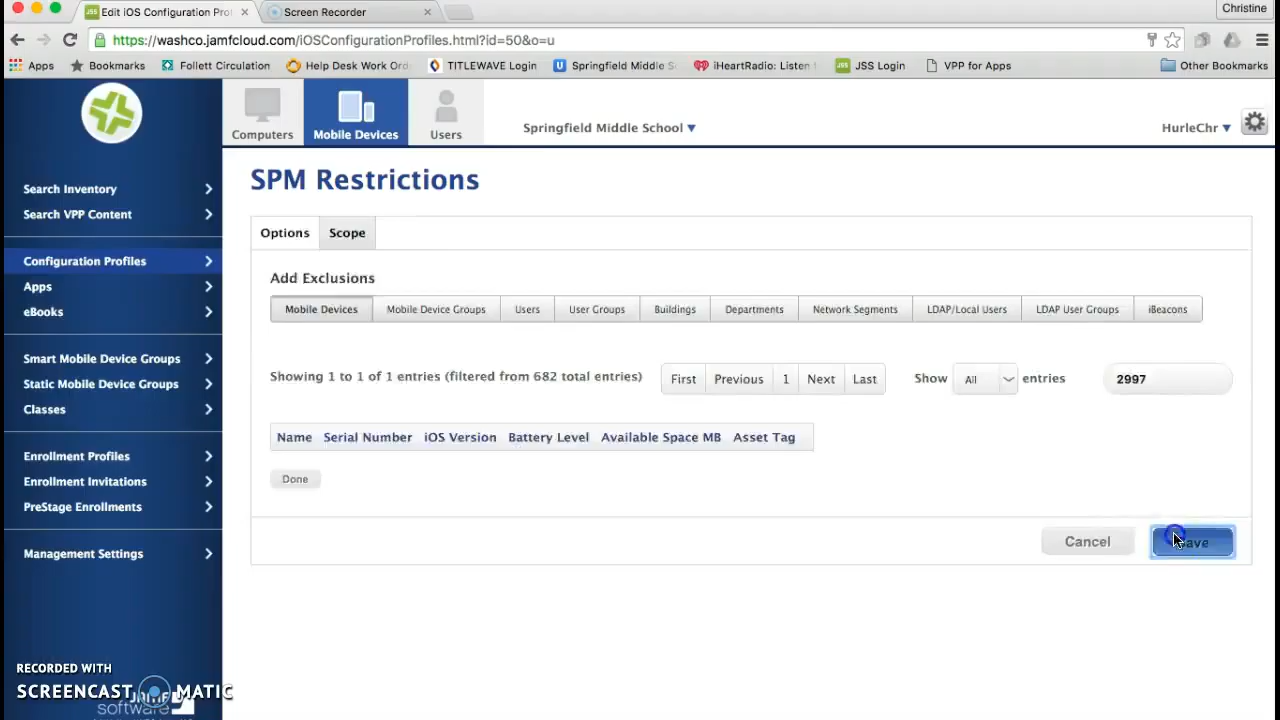 Edit iOS Configuration Pro
Screen Recorder
Christine
https://washco.jamfcloud.com/iOSConfigurationProfiles.html?id=50&o=u
Apps
Bookmarks
Follett Circulation
Help Desk Work Ord
TITLEWAVE Login
Springfield Middle S
iHeartRadio: Listen
JSS
JSS Login
VPP for Apps
Other Bookmarks
Computers
Mobile Devices
Users
Springfield Middle School
HurleChr
Search Inventory
Search VPP Content
Configuration Profiles
Apps
eBooks
Smart Mobile Device Groups
Static Mobile Device Groups
Classes
Enrollment Profiles
Enrollment Invitations
PreStage Enrollments
Management Settings
SPM Restrictions
Options
Scope
Add Exclusions
Mobile Devices
Mobile Device Groups
Users
User Groups
Buildings
Departments
Network Segments
LDAP/Local Users
LDAP User Groups
iBeacons
Showing 1 to 1 of 1 entries (filtered from 682 total entries)
First
Previous
1
Next
Last
Show
All
entries
2997
Name Serial Number iOS Version Battery Level Available Space MB Asset Tag
Done
Cancel
RECORDED WITH
SCREENCAST MATIC
software